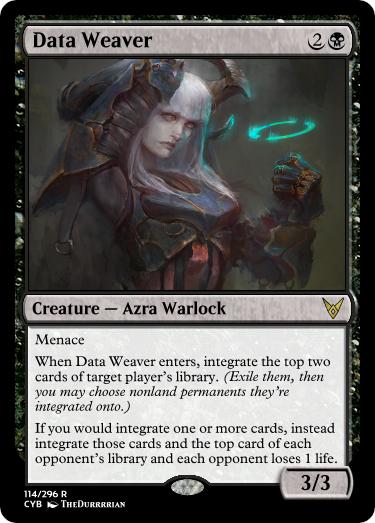 Data Weaver 2
Creature — Azra Warlock
Menace
When Data Weaver enters, integrate the top two
cards of target player's library. (Exile them, then
you may choose nonland permanents they're
integrated onto.)
If you would integrate one or more cards, instead
integrate those cards and the top card of each
opponent's library and each opponent loses 1 life.
3/3
114/296 R
CYB TheDurrrrian